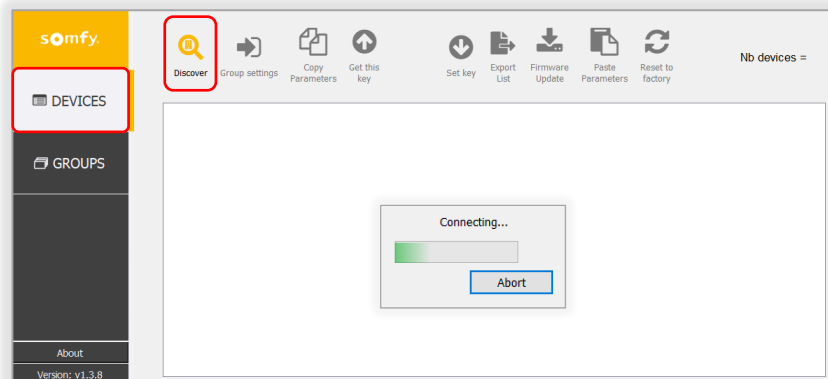 somfy.
DEVICES
GROUPS
About
Version: v1.3.8
Discover
Group settings
Copy
Parameters
Get this
key
Set key
Export
List
Firmware
Update
Paste
Parameters
Reset to
factory
Nb devices =
Connecting...
Abort